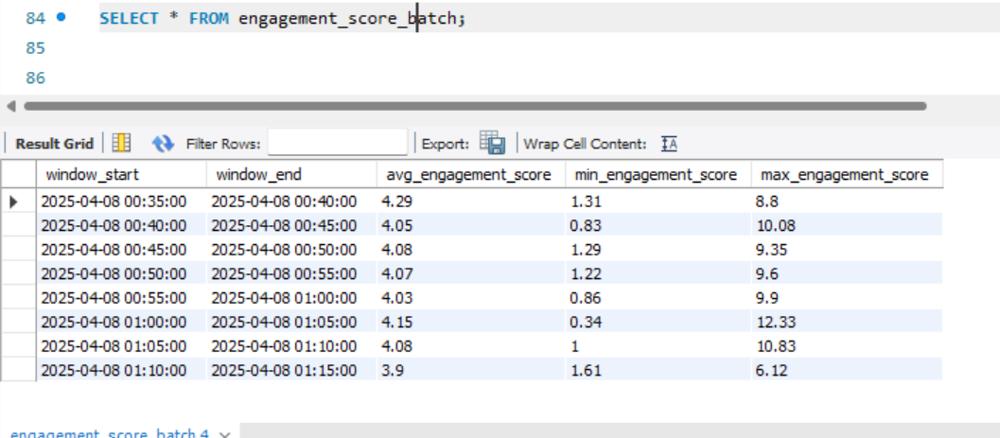 84 SELECT * FROM engagement_score_batch;
85
86
Result Grid Filter Rows: Export: Wrap Cell Content: IA
window_start window_end avg_engagement_score min_engagement_score max_engagement_score
2025-04-08 00:35:00 2025-04-08 00:40:00 4.29 1.31 8.8
2025-04-08 00:40:00 2025-04-08 00:45:00 4.05 0.83 10.08
2025-04-08 00:45:00 2025-04-08 00:50:00 4.08 1.29 9.35
2025-04-08 00:50:00 2025-04-08 00:55:00 4.07 1.22 9.6
2025-04-08 00:55:00 2025-04-08 01:00:00 4.03 0.86 9.9
2025-04-08 01:00:00 2025-04-08 01:05:00 4.15 0.34 12.33
2025-04-08 01:05:00 2025-04-08 01:10:00 4.08 1 10.83
2025-04-08 01:10:00 2025-04-08 01:15:00 3.9 1.61 6.12
engagement_score_batch 4